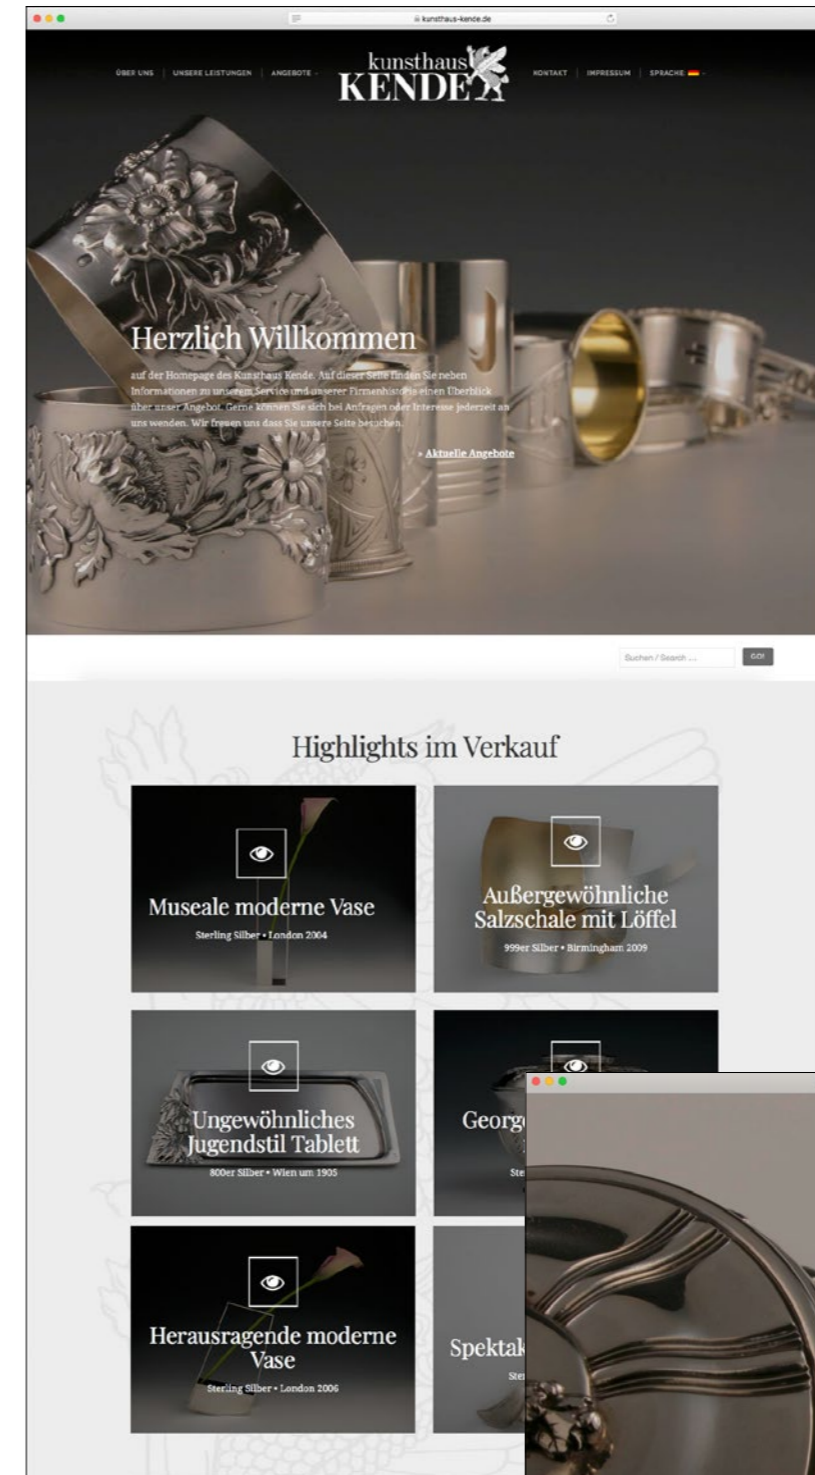 kunsthaus-kende.de
ÜBER UNS | UNSERE LEISTUNGEN | ANGEBOTE
kunsthaus
KENDE
KONTAKT | IMPRESSUM | SPRACHE
Herzlich Willkommen
auf der Homepage des Kunsthaus Kende. Auf dieser Seite finden Sie neben
Informationen zu unserem Service und unserer Firmenhistorie einen Überblick
über unser Angebot. Gerne können Sie sich bei Anfragen oder Interesse jederzeit an
uns wenden. Wir freuen uns dass Sie unsere Seite besuchen.
» Aktuelle Angebote
Suchen / Search ...
GO!
Highlights im Verkauf
Museale moderne Vase
Sterling Silber • London 2004
Außergewöhnliche
Salzschale mit Löffel
999er Silber • Birmingham 2009
Ungewöhnliches
Jugendstil Tablett
800er Silber • Wien um 1905
Georg
Ste
Herausragende moderne
Vase
Sterling Silber • London 2006
Spektak
Ste